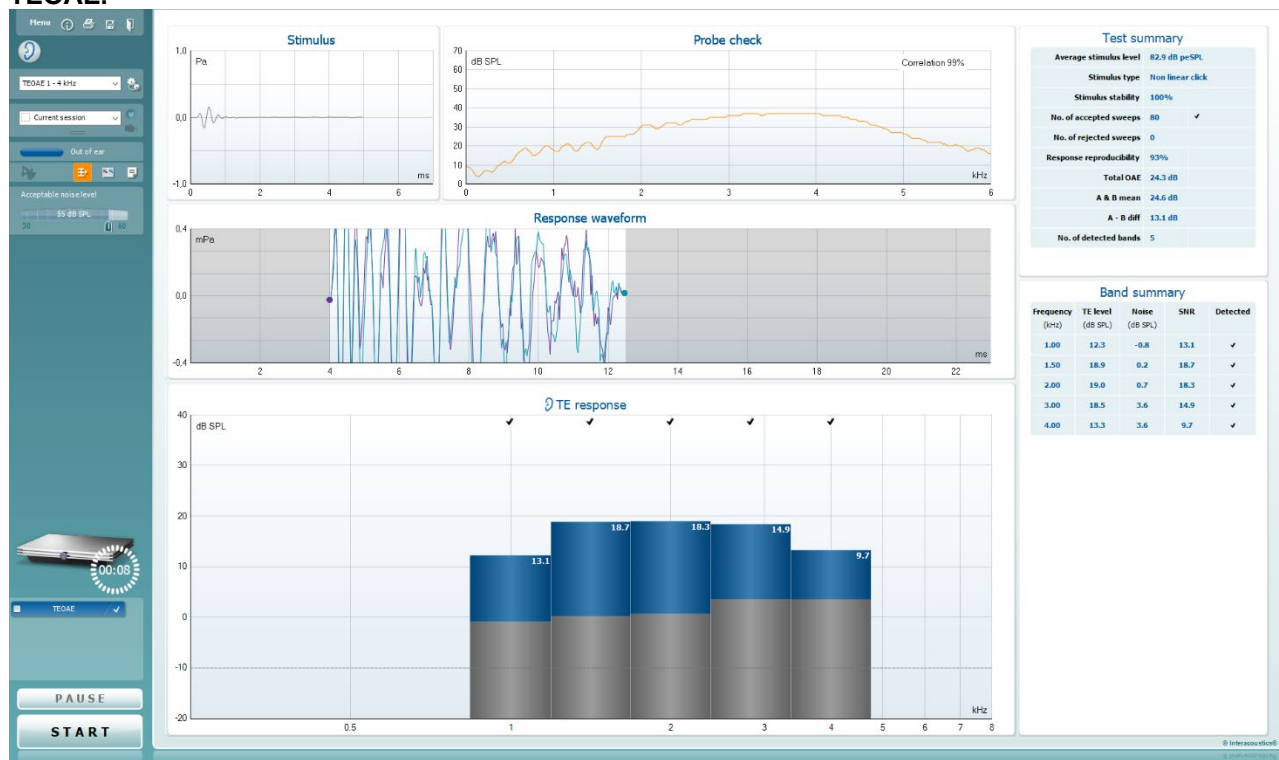 TEOAE:
Menu
TEOAE 1 - 4 kHz
Current session
Out of ear
Acceptable noise level
55 dB SPL
30 60
00:08
TEOAE
PAUSE
START
Stimulus
1,0
Pa
0,0
-1,0
ms
0 2 4 6
Probe check
70
dB SPL
Correlation 99%
60
50
40
30
20
10
0
kHz
0 1 2 3 4 5 6
Response waveform
0,4
mPa
0,0
-0,4
ms
2 4 6 8 10 12 14 16 18 20 22
TE response
40
dB SPL
30
20
10
0
-10
-20
13.1 18.7 18.3 14.9 9.7
kHz
0.5 1 2 3 4 5 6 7 8
Test summary
Average stimulus level 82.9 dB peSPL
Stimulus type Non linear click
Stimulus stability 100%
No. of accepted sweeps 80 ✔
No. of rejected sweeps 0
Response reproducibility 93%
Total OAE 24.3 dB
A & B mean 24.6 dB
A - B diff 13.1 dB
No. of detected bands 5
Band summary
Frequency TE level Noise SNR Detected
(kHz) (dB SPL) (dB SPL)
1.00 12.3 -0.8 13.1 ✔
1.50 18.9 0.2 18.7 ✔
2.00 19.0 0.7 18.3 ✔
3.00 18.5 3.6 14.9 ✔
4.00 13.3 3.6 9.7 ✔
® Interacoustics®